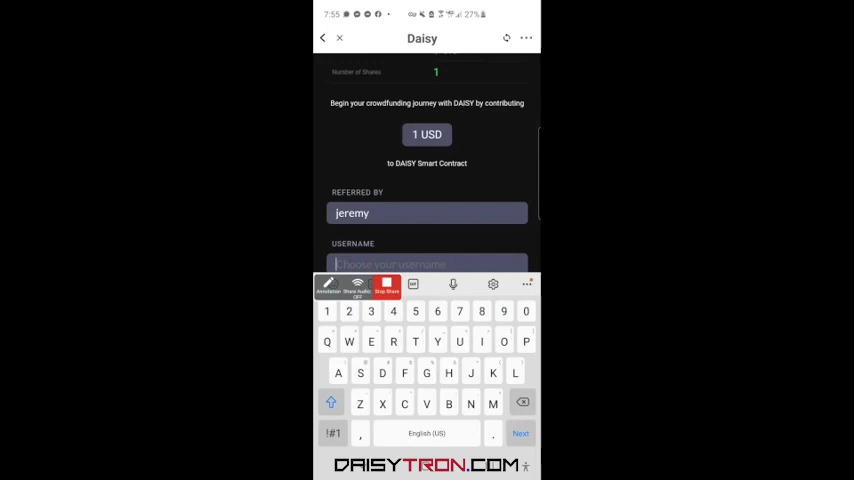 7:55 27%
Daisy
Number of Shares 1
Begin your crowdfunding journey with DAISY by contributing
1 USD
to DAISY Smart Contract
REFERRED BY
jeremy
USERNAME
Choose your username
Annotation Share Audio: OFF Stop Share GIF
1 2 3 4 5 6 7 8 9 0
Q W E R T Y U I O P
A S D F G H J K L
Z X C V B N M
!#1 , English (US) . Next
DAISYTRON.COM